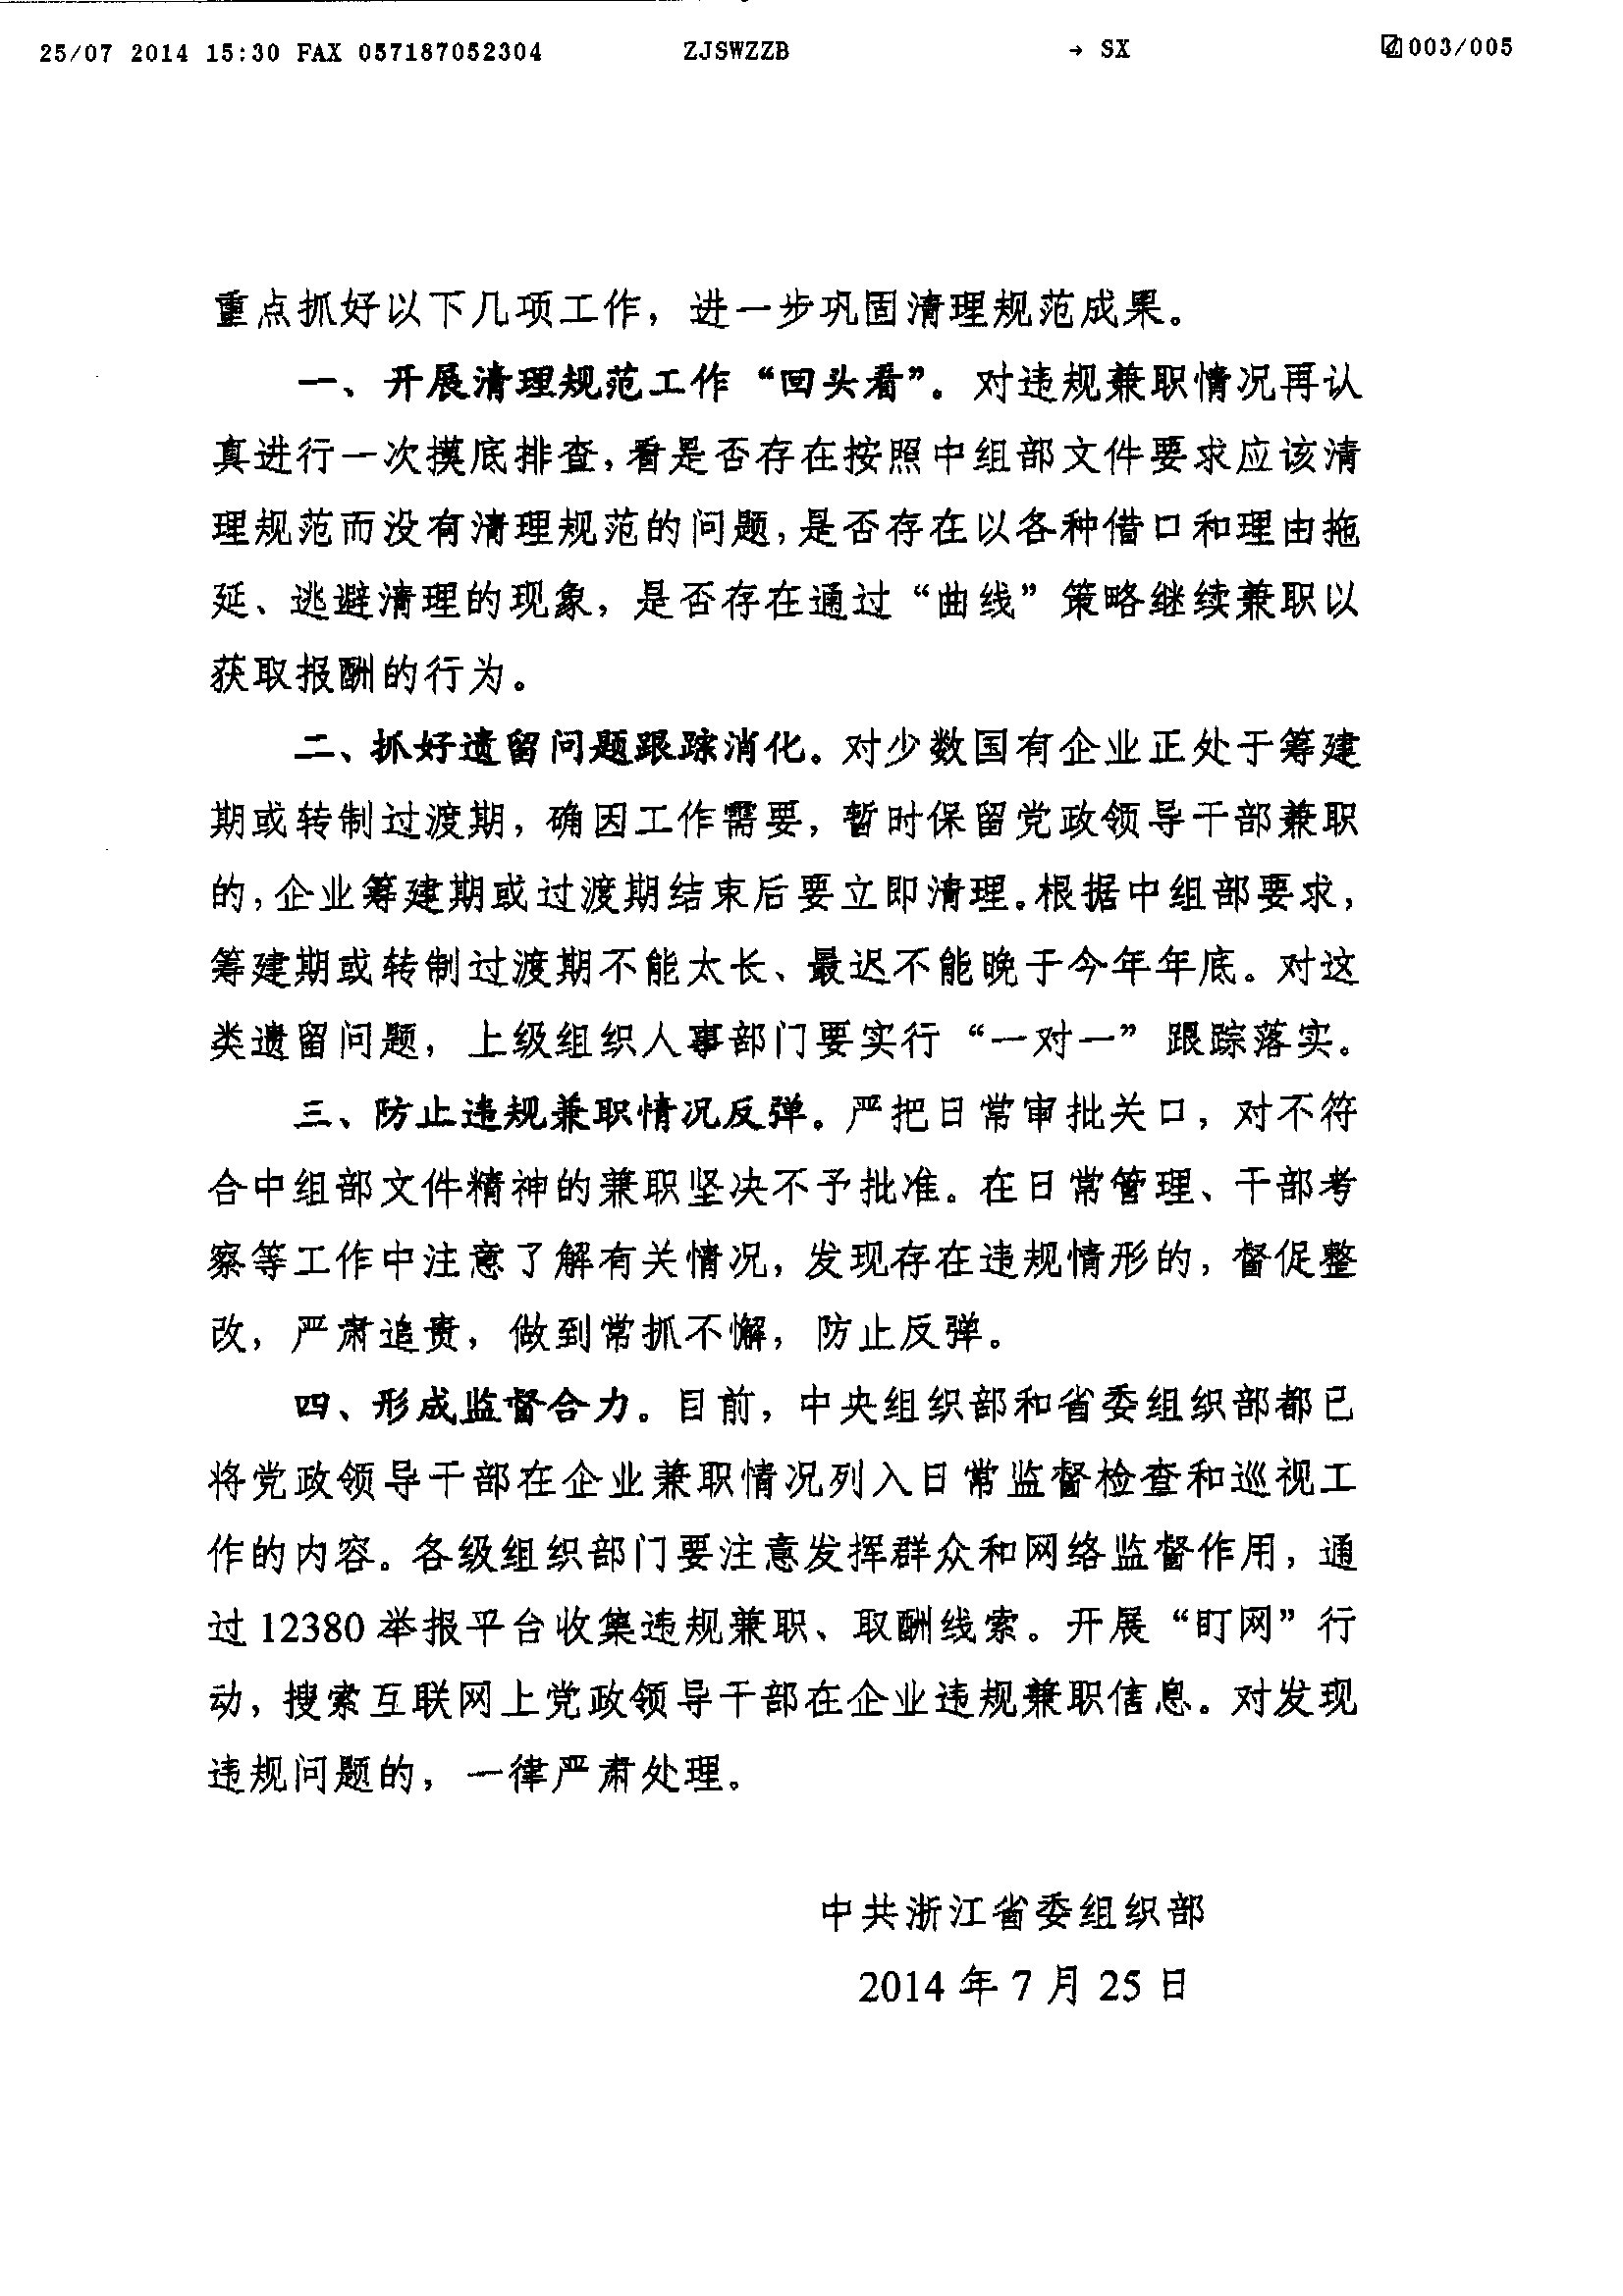 25/07 2014 15:30 FAX 057187052304 ZJSWZZB → SX 003/005
重点抓好以下几项工作，进一步巩固清理规范成果。
一、开展清理规范工作“回头看”。对违规兼职情况再认
真进行一次摸底排查，看是否存在按照中组部文件要求应该清
理规范而没有清理规范的问题，是否存在以各种借口和理由拖
延、逃避清理的现象，是否存在通过“曲线”策略继续兼职以
获取报酬的行为。
二、抓好遗留问题跟踪消化。对少数国有企业正处于筹建
期或转制过渡期，确因工作需要，暂时保留党政领导干部兼职
的，企业筹建期或过渡期结束后要立即清理。根据中组部要求，
筹建期或转制过渡期不能太长、最迟不能晚于今年年底。对这
类遗留问题，上级组织人事部门要实行“一对一”跟踪落实。
三、防止违规兼职情况反弹。严把日常审批关口，对不符
合中组部文件精神的兼职坚决不予批准。在日常管理、干部考
察等工作中注意了解有关情况，发现存在违规情形的，督促整
改，严肃追责，做到常抓不懈，防止反弹。
四、形成监督合力。目前，中央组织部和省委组织部都已
将党政领导干部在企业兼职情况列入日常监督检查和巡视工
作的内容。各级组织部门要注意发挥群众和网络监督作用，通
过 12380 举报平台收集违规兼职、取酬线索。开展“盯网”行
动，搜索互联网上党政领导干部在企业违规兼职信息。对发现
违规问题的，一律严肃处理。
中共浙江省委组织部
2014 年 7 月 25 日